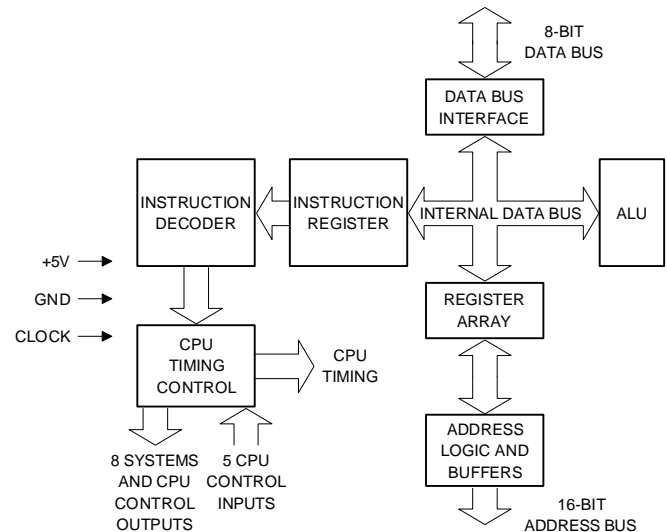 8-BIT
DATA BUS
DATA BUS
INTERFACE
INSTRUCTION
DECODER
INSTRUCTION
REGISTER
INTERNAL DATA BUS
ALU
+5V
GND
CLOCK
REGISTER
ARRAY
CPU
TIMING
CONTROL
CPU
TIMING
ADDRESS
LOGIC AND
BUFFERS
8 SYSTEMS
AND CPU
CONTROL
OUTPUTS
5 CPU
CONTROL
INPUTS
16-BIT
ADDRESS BUS